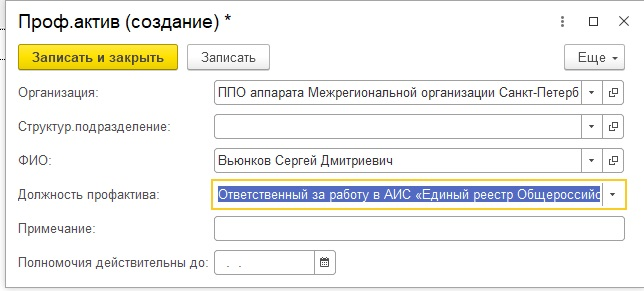 Проф.актив (создание) *
Записать и закрыть Записать Еще
Организация: ППО аппарата Межрегиональной организации Санкт-Петерб
Структур.подразделение:
ФИО: Вьюнков Сергей Дмитриевич
Должность профактива: Ответственный за работу в АИС «Единый реестр Общероссийс
Примечание:
Полномочия действительны до: . .